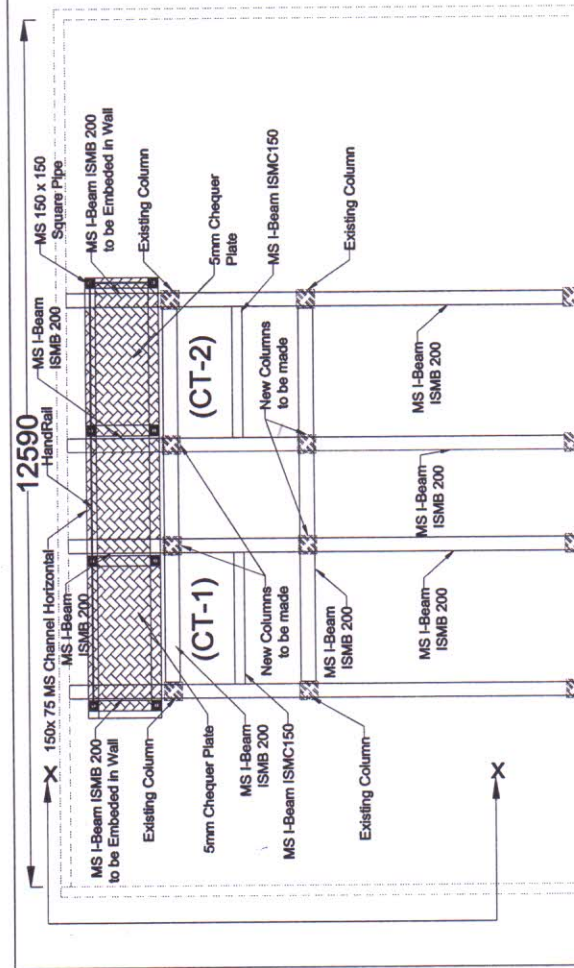 12590
150x 75 MS Channel Horizontal
HandRail
MS I-Beam
ISMB 200
MS 150 x 150
Square Pipe
MS I-Beam
ISMB 200
MS I-Beam ISMB 200
to be Embeded in Wall
X
MS I-Beam ISMB 200
to be Embeded in Wall
Existing Column
Existing Column
5mm Chequer Plate
5mm Chequer
Plate
(CT-1)
(CT-2)
MS I-Beam
ISMB 200
MS I-Beam ISMC150
MS I-Beam ISMC150
New Columns
to be made
New Columns
to be made
Existing Column
Existing Column
MS I-Beam
ISMB 200
MS I-Beam
ISMB 200
MS I-Beam
ISMB 200
MS I-Beam
ISMB 200
X